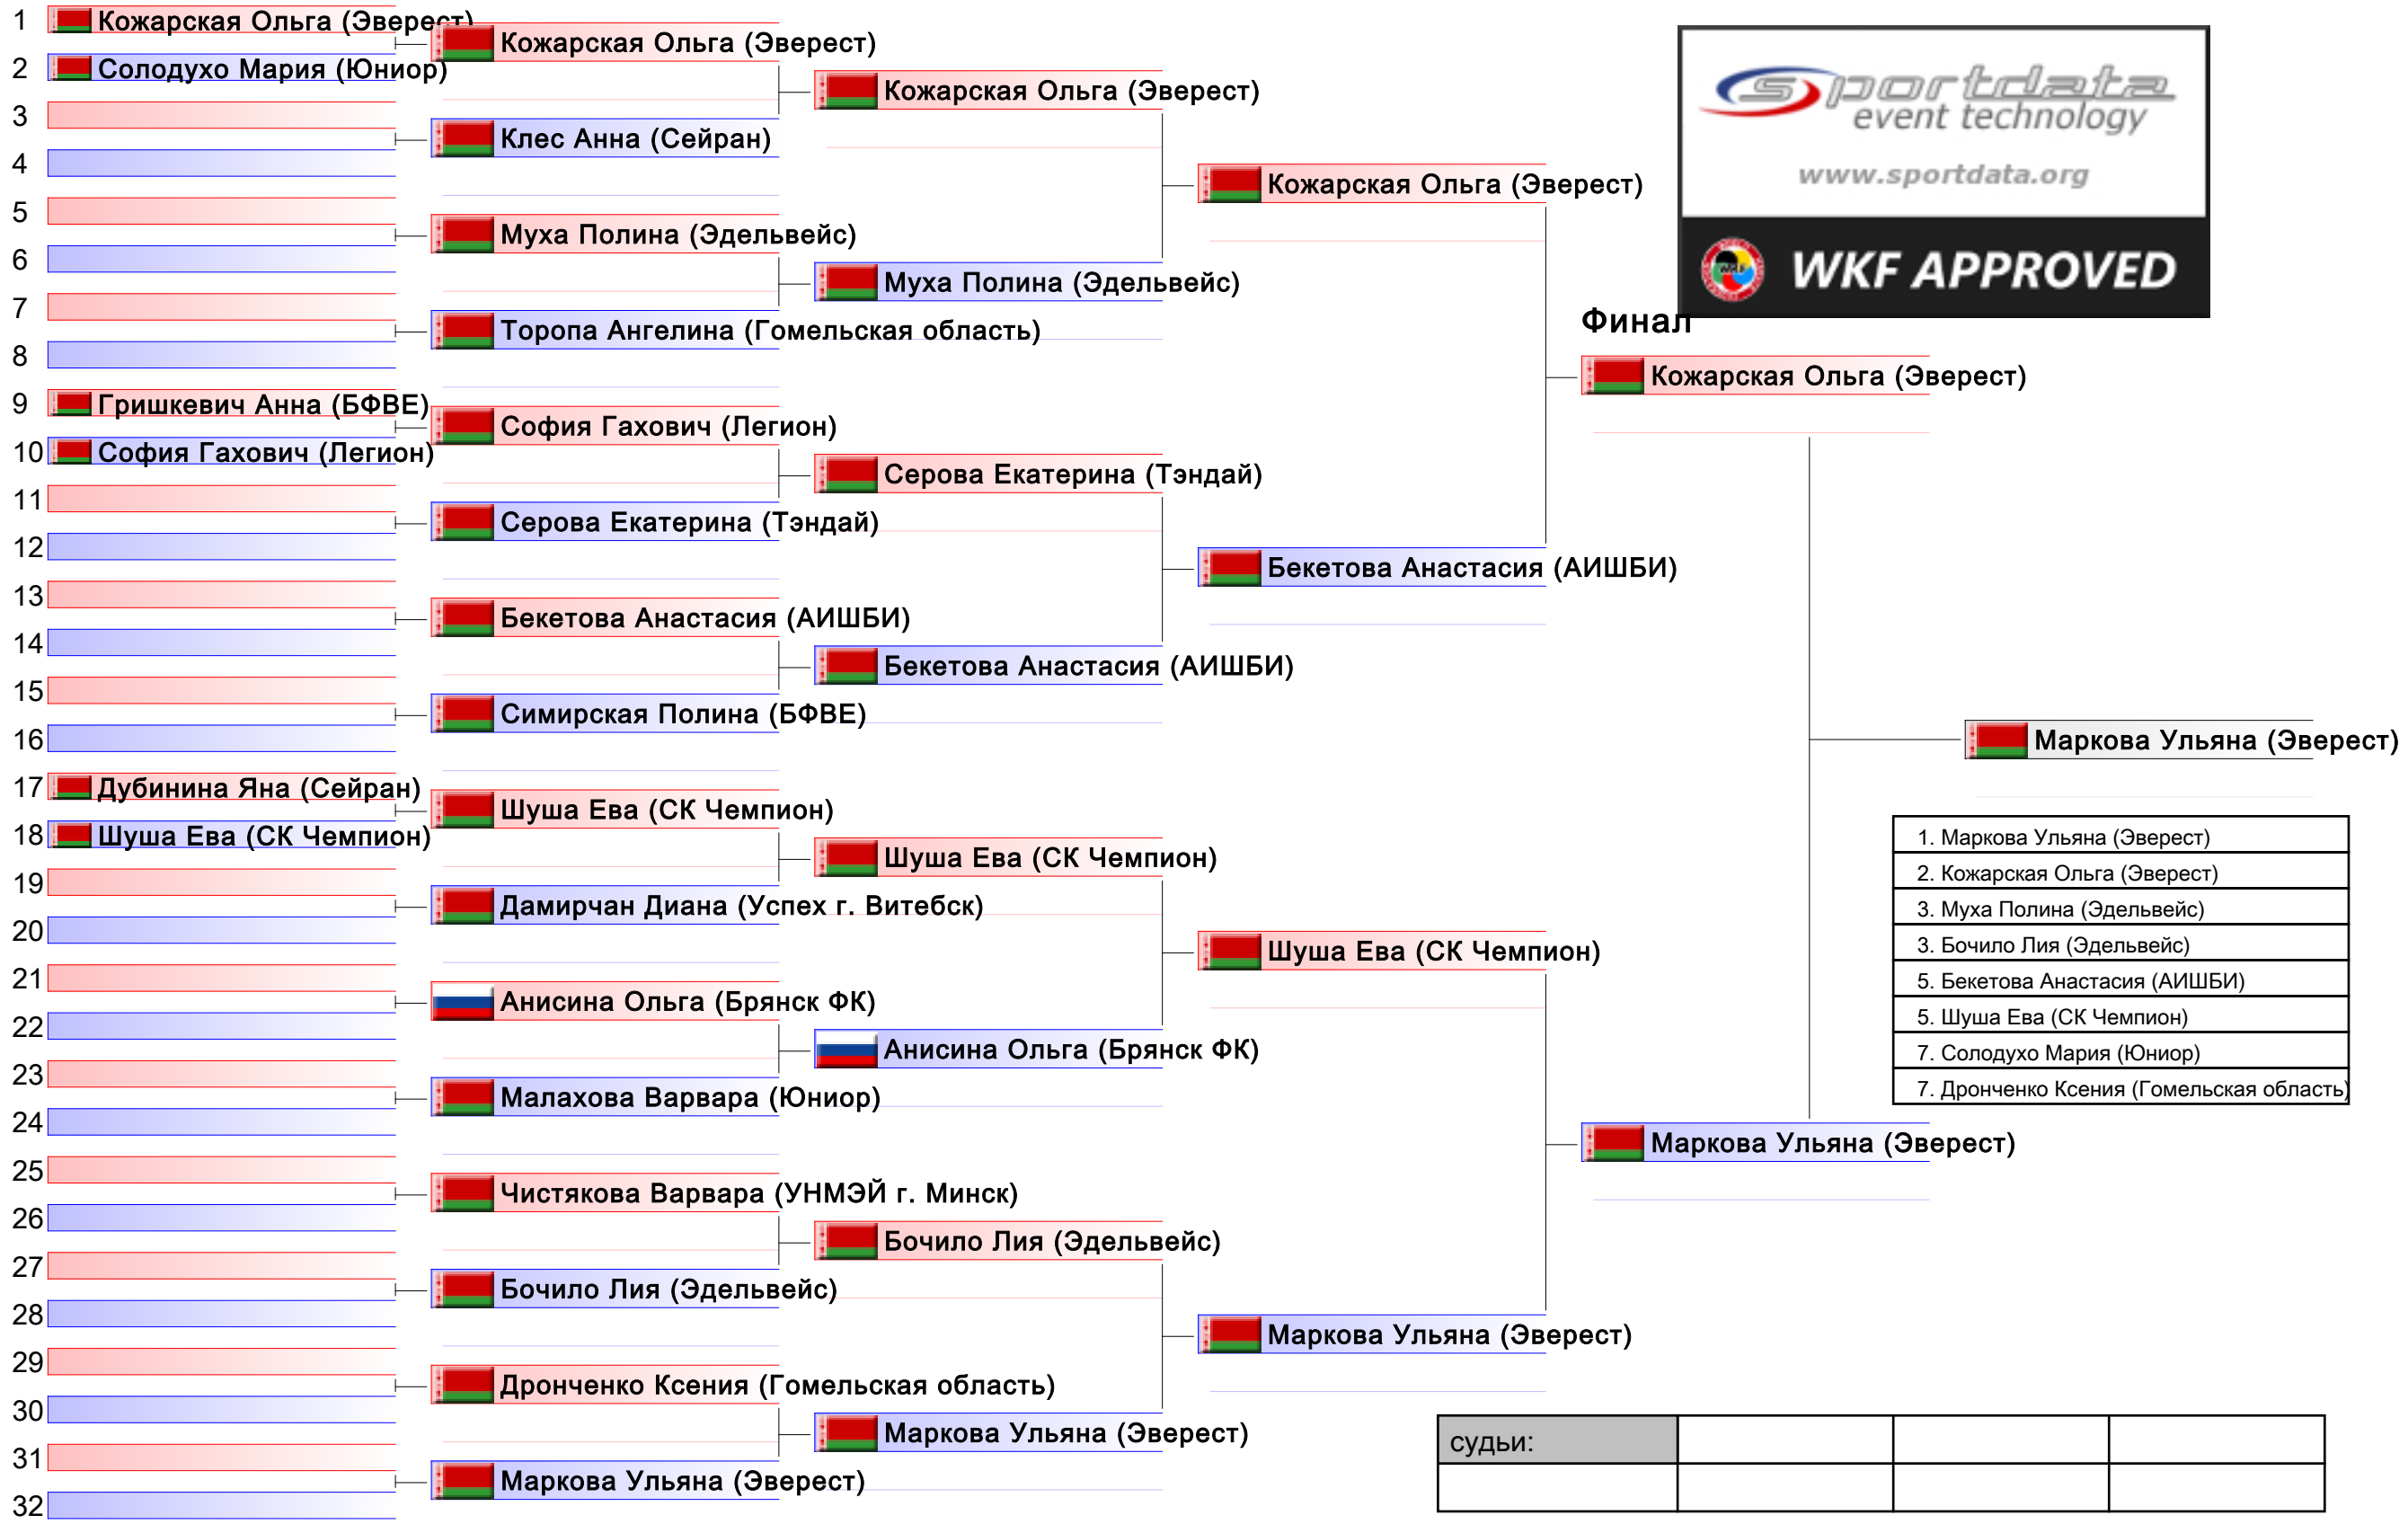 1 Кожарская Ольга (Эверест)
2 Солодухо Мария (Юниор)
3
4
5
6
7
8
9 Гришкевич Анна (БФВЕ)
10 София Гахович (Легион)
11
12
13
14
15
16
17 Дубинина Яна (Сейран)
18 Шуша Ева (СК Чемпион)
19
20
21
22
23
24
25
26
27
28
29
30
31
32
Кожарская Ольга (Эверест)
Клес Анна (Сейран)
Муха Полина (Эдельвейс)
Торопа Ангелина (Гомельская область)
София Гахович (Легион)
Серова Екатерина (Тэндай)
Бекетова Анастасия (АИШБИ)
Симирская Полина (БФВЕ)
Шуша Ева (СК Чемпион)
Дамирчан Диана (Успех г. Витебск)
Анисина Ольга (Брянск ФК)
Малахова Варвара (Юниор)
Чистякова Варвара (УНМЭЙ г. Минск)
Бочило Лия (Эдельвейс)
Дронченко Ксения (Гомельская область)
Маркова Ульяна (Эверест)
Кожарская Ольга (Эверест)
Муха Полина (Эдельвейс)
Серова Екатерина (Тэндай)
Бекетова Анастасия (АИШБИ)
Шуша Ева (СК Чемпион)
Анисина Ольга (Брянск ФК)
Бочило Лия (Эдельвейс)
Маркова Ульяна (Эверест)
Кожарская Ольга (Эверест)
Бекетова Анастасия (АИШБИ)
Шуша Ева (СК Чемпион)
Маркова Ульяна (Эверест)
sportdata
event technology
www.sportdata.org
WKF
WKF APPROVED
Финал
Кожарская Ольга (Эверест)
Маркова Ульяна (Эверест)
Маркова Ульяна (Эверест)
1. Маркова Ульяна (Эверест)
2. Кожарская Ольга (Эверест)
3. Муха Полина (Эдельвейс)
3. Бочило Лия (Эдельвейс)
5. Бекетова Анастасия (АИШБИ)
5. Шуша Ева (СК Чемпион)
7. Солодухо Мария (Юниор)
7. Дронченко Ксения (Гомельская область)
судьи: